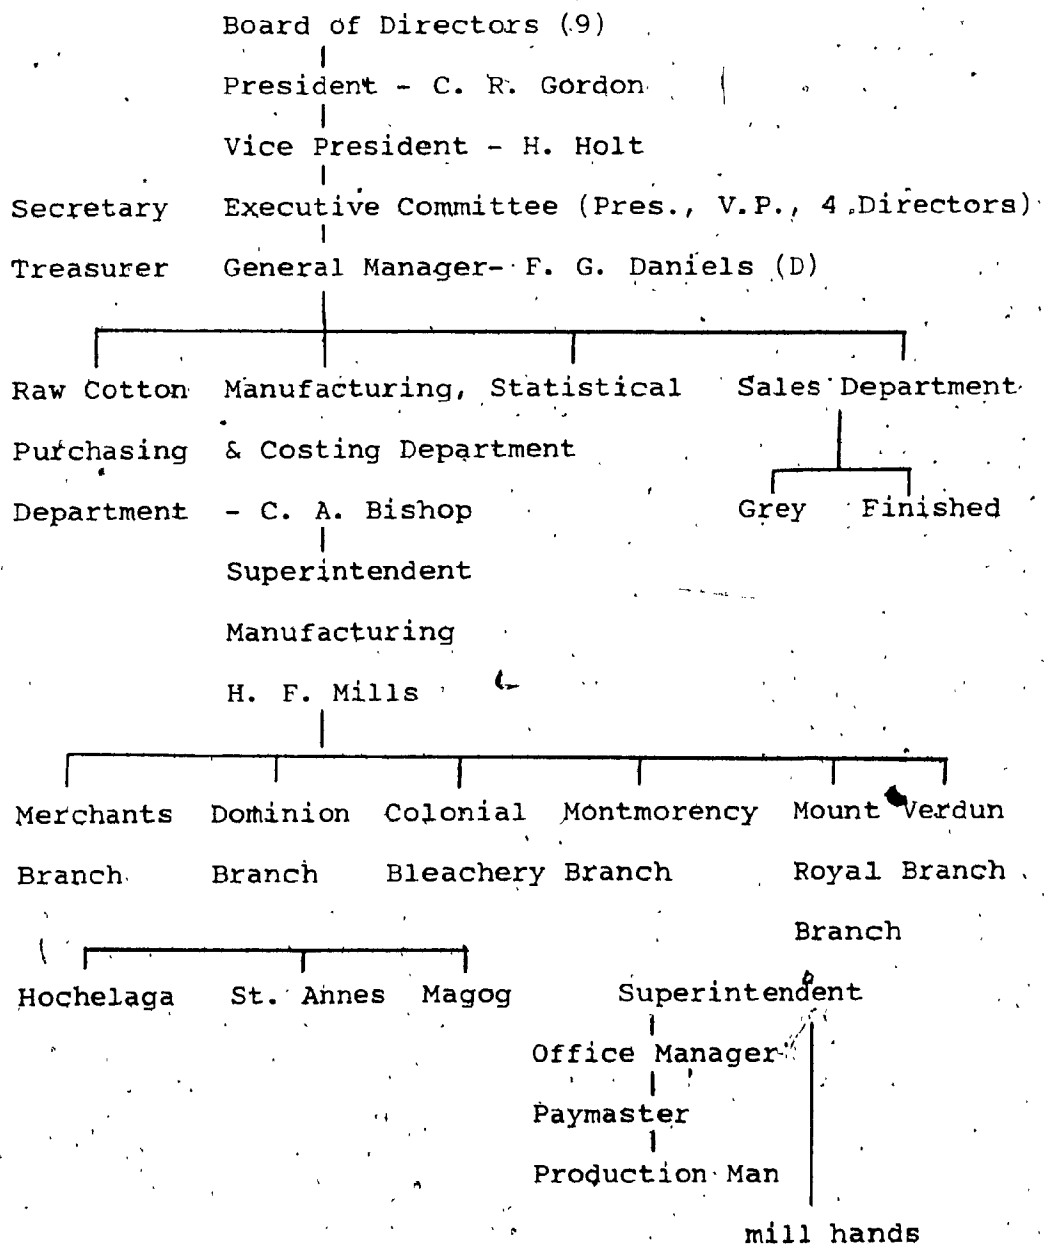 Board of Directors (9)
President - C. R. Gordon
Vice President - H. Holt
Secretary Executive Committee (Pres., V.P., 4 Directors)
Treasurer General Manager- F. G. Daniels (D)
Raw Cotton Manufacturing, Statistical Sales Department
Purchasing & Costing Department
Department - C. A. Bishop Grey Finished
Superintendent
Manufacturing
H. F. Mills
Merchants Dominion Colonial Montmorency Mount Verdun
Branch Branch Bleachery Branch Royal Branch
Branch
Hochelaga St. Annes Magog Superintendent
Office Manager
Paymaster
Production Man
mill hands